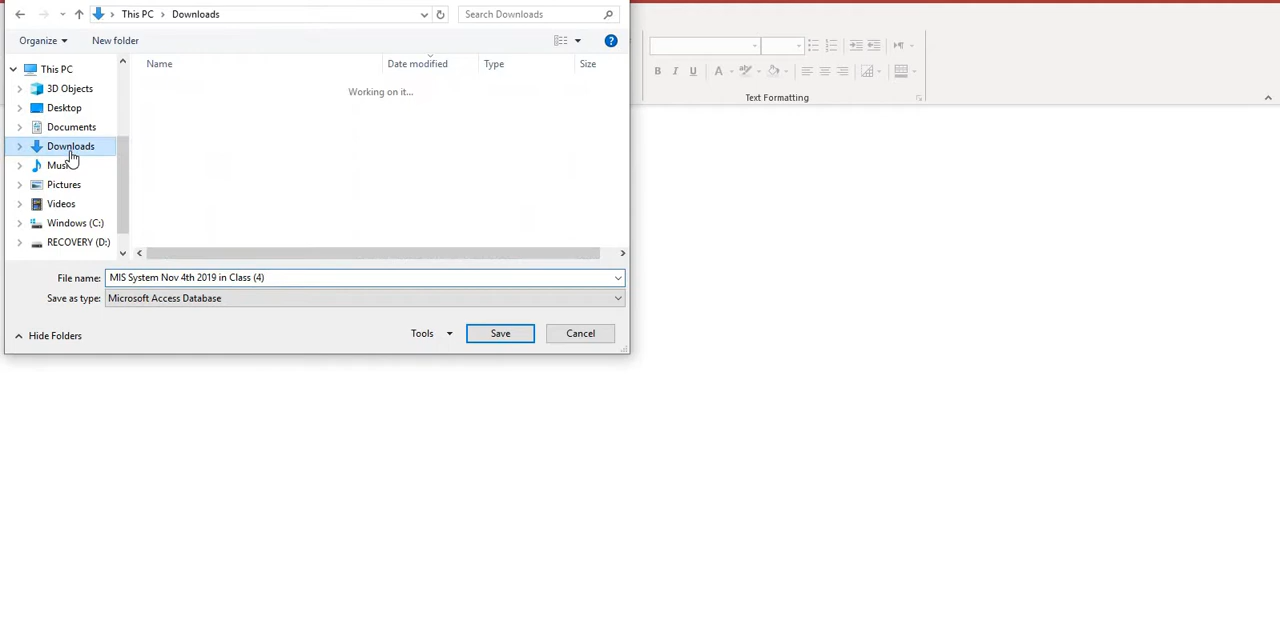 This PC > Downloads
Search Downloads
Organize
New folder
?
Name
Date modified
Type
Size
This PC
3D Objects
Desktop
Documents
Downloads
Music
Pictures
Videos
Windows (C:)
RECOVERY (D:)
Working on it...
File name: MIS System Nov 4th 2019 in Class (4)
Save as type: Microsoft Access Database
Hide Folders
Tools
Save
Cancel
B I U A
Text Formatting